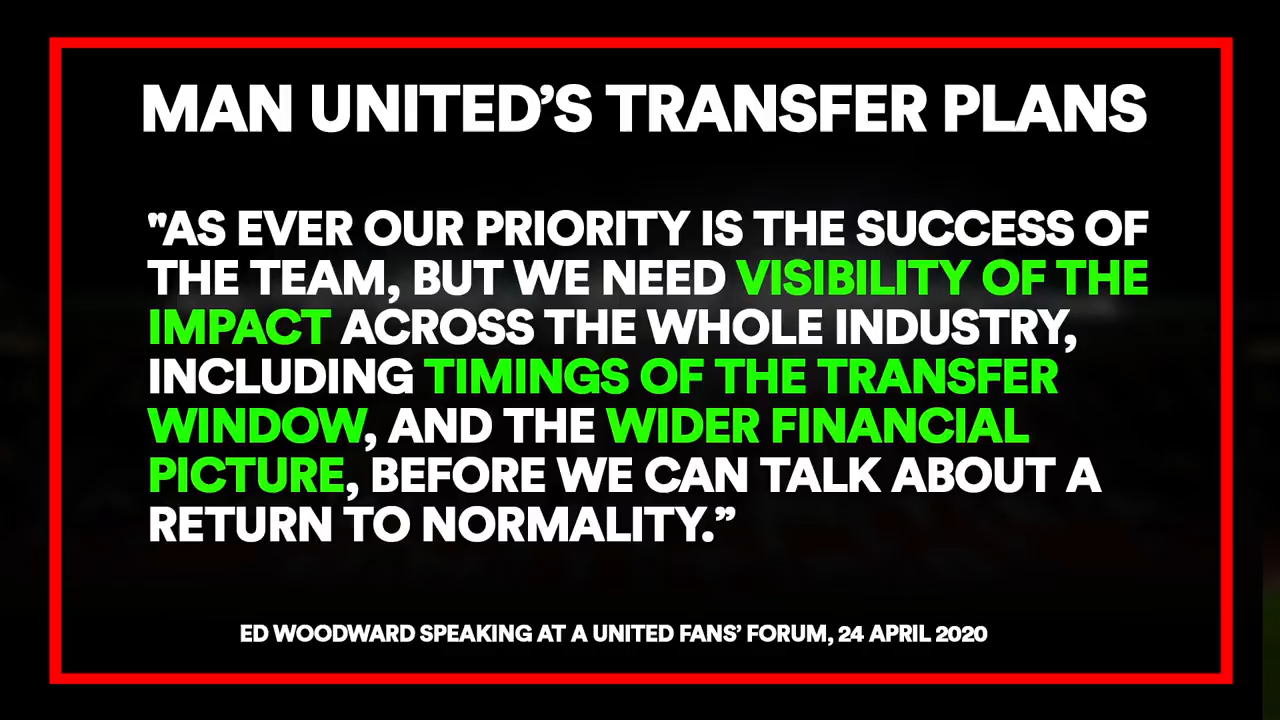 MAN UNITED’S TRANSFER PLANS
"AS EVER OUR PRIORITY IS THE SUCCESS OF
THE TEAM, BUT WE NEED VISIBILITY OF THE
IMPACT ACROSS THE WHOLE INDUSTRY,
INCLUDING TIMINGS OF THE TRANSFER
WINDOW, AND THE WIDER FINANCIAL
PICTURE, BEFORE WE CAN TALK ABOUT A
RETURN TO NORMALITY.”
ED WOODWARD SPEAKING AT A UNITED FANS’ FORUM, 24 APRIL 2020